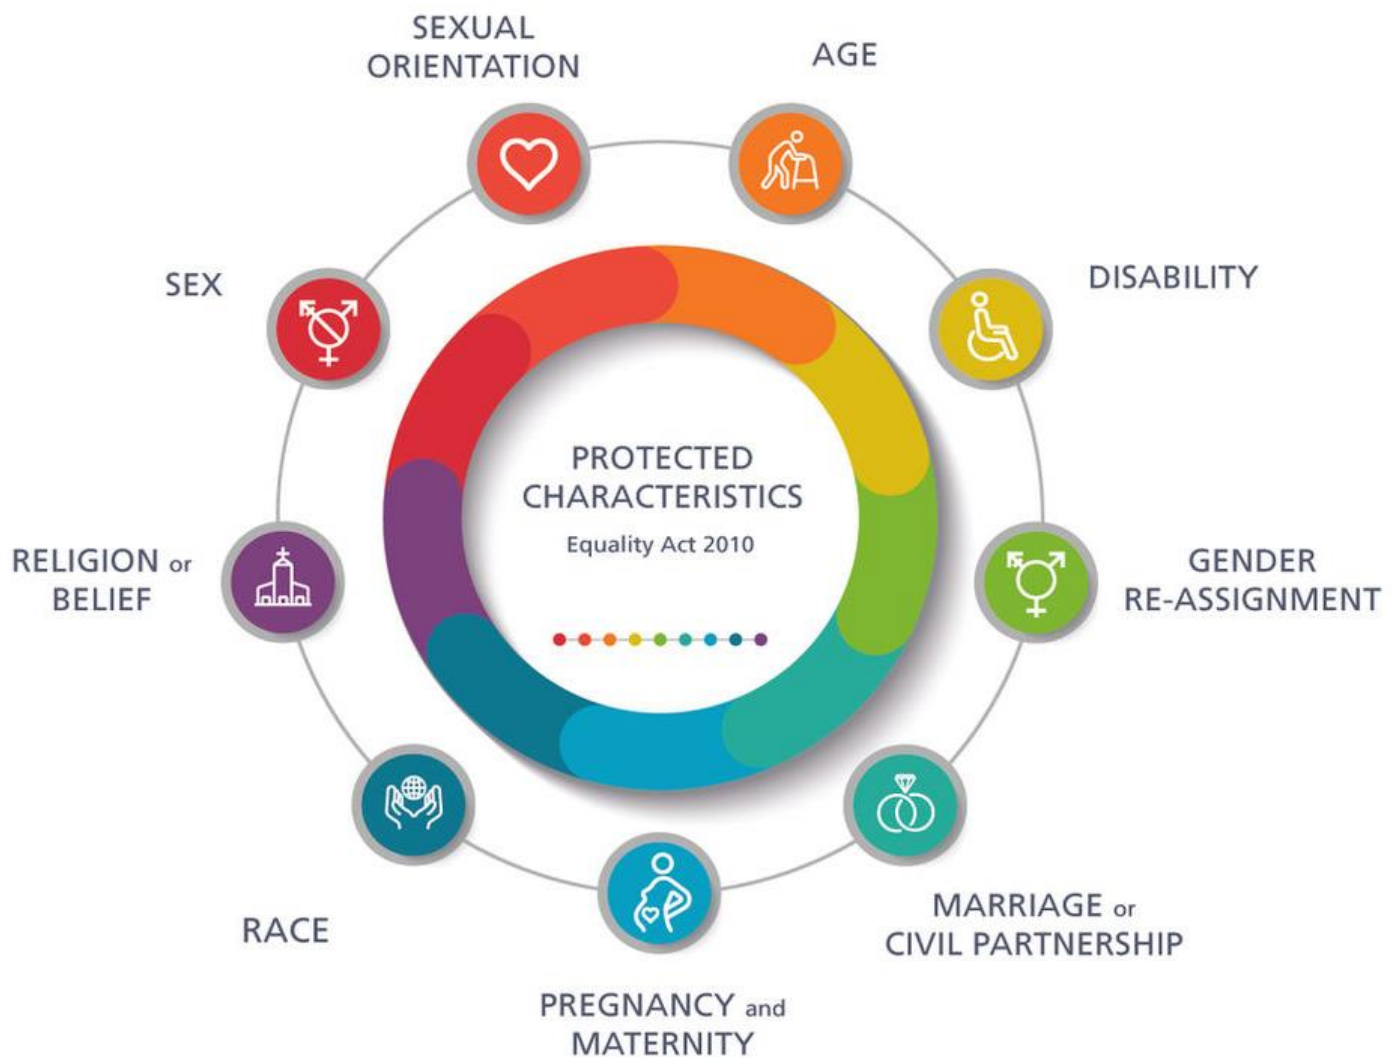 SEXUAL
ORIENTATION
AGE
SEX
DISABILITY
PROTECTED
CHARACTERISTICS
Equality Act 2010
RELIGION or
BELIEF
GENDER
RE-ASSIGNMENT
RACE
MARRIAGE or
CIVIL PARTNERSHIP
PREGNANCY and
MATERNITY